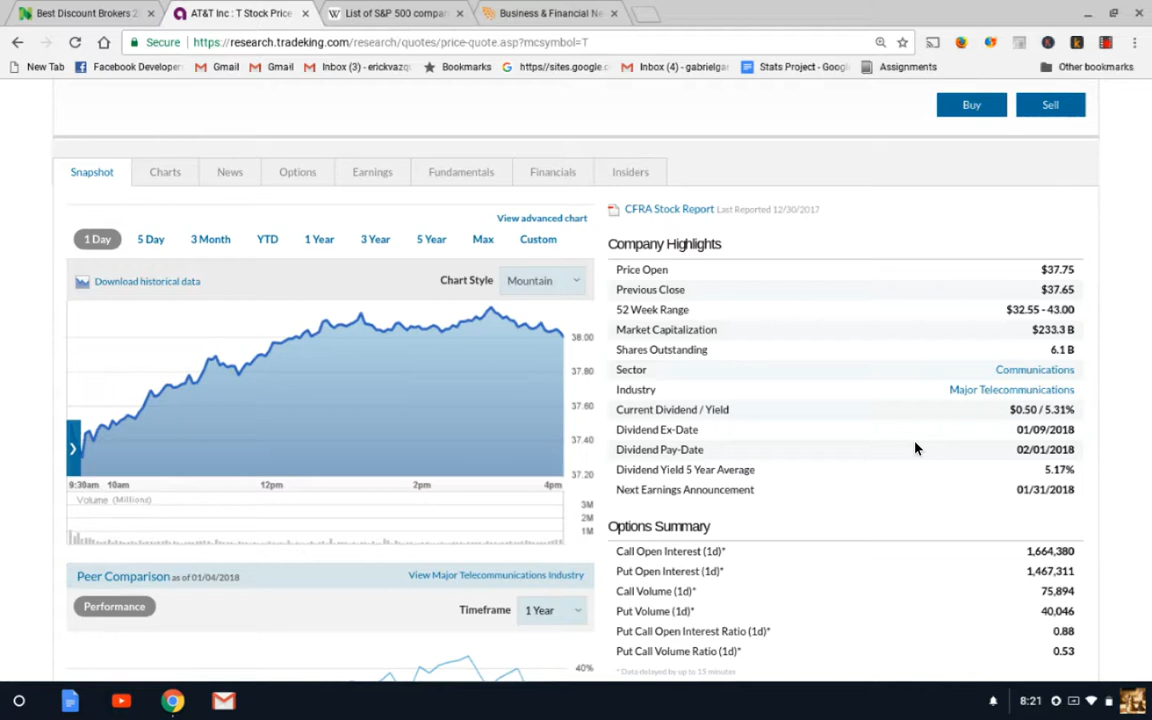 Best Discount Brokers 2
AT&T Inc : T Stock Price
List of S&P 500 compan
Business & Financial Ne
Secure
https://research.tradeking.com/research/quotes/price-quote.asp?mcsymbol=T
New Tab
Facebook Developer
Gmail
Gmail
Inbox (3) - erickvazq
Bookmarks
https//sites.google.c
Inbox (4) - gabrielga
Stats Project - Goog
Assignments
Other bookmarks
Buy
Sell
Snapshot
Charts
News
Options
Earnings
Fundamentals
Financials
Insiders
View advanced chart
1 Day
5 Day
3 Month
YTD
1 Year
3 Year
5 Year
Max
Custom
Download historical data
Chart Style
Mountain
38.00
37.80
37.60
37.40
37.20
9:30am
10am
12pm
2pm
4pm
Volume (Millions)
3M
2M
1M
Peer Comparison as of 01/04/2018
View Major Telecommunications Industry
Performance
Timeframe
1 Year
40%
CFRA Stock Report Last Reported 12/30/2017
Company Highlights
Price Open $37.75
Previous Close $37.65
52 Week Range $32.55 - 43.00
Market Capitalization $233.3 B
Shares Outstanding 6.1 B
Sector Communications
Industry Major Telecommunications
Current Dividend / Yield $0.50 / 5.31%
Dividend Ex-Date 01/09/2018
Dividend Pay-Date 02/01/2018
Dividend Yield 5 Year Average 5.17%
Next Earnings Announcement 01/31/2018
Options Summary
Call Open Interest (1d)* 1,664,380
Put Open Interest (1d)* 1,467,311
Call Volume (1d)* 75,894
Put Volume (1d)* 40,046
Put Call Open Interest Ratio (1d)* 0.88
Put Call Volume Ratio (1d)* 0.53
* Data delayed by up to 15 minutes
8:21